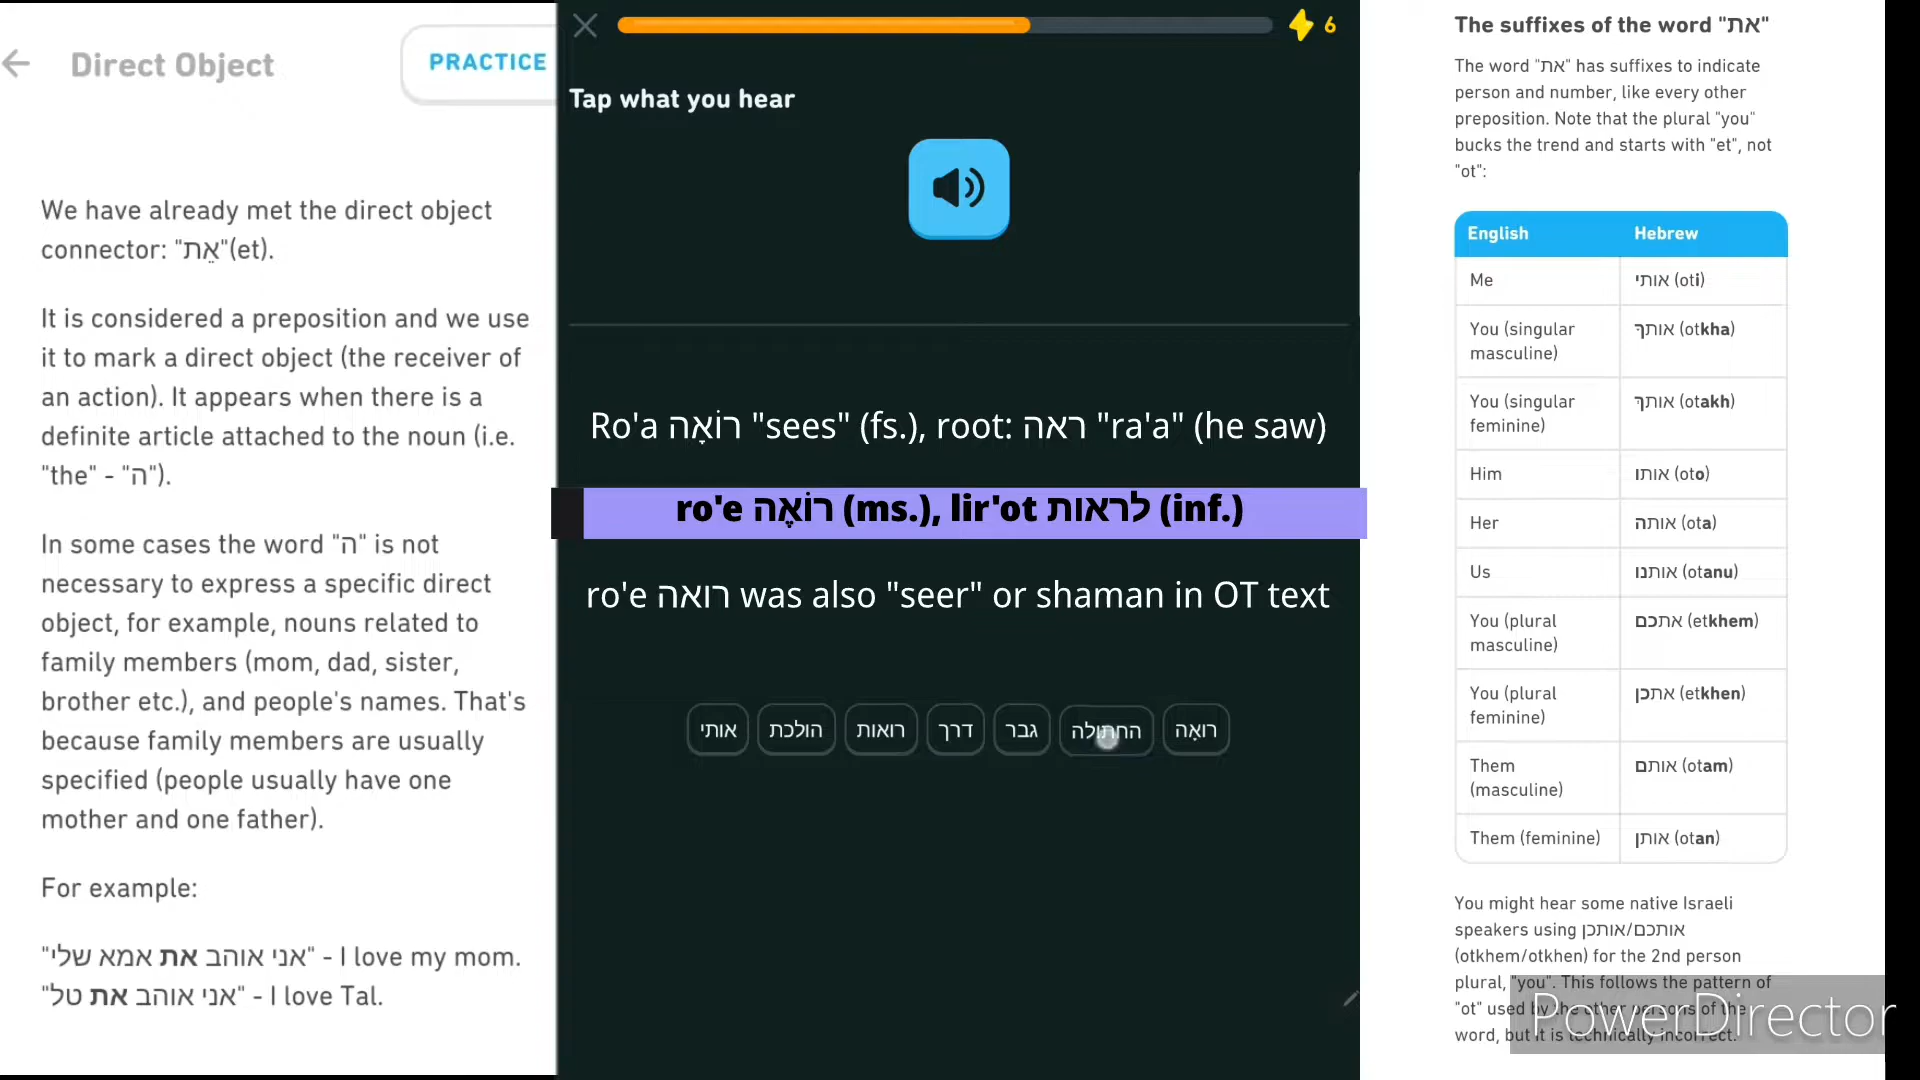 Direct Object
PRACTICE
We have already met the direct object
connector: "אֵת"(et).
It is considered a preposition and we use
it to mark a direct object (the receiver of
an action). It appears when there is a
definite article attached to the noun (i.e.
"the" - "ה").
In some cases the word "ה" is not
necessary to express a specific direct
object, for example, nouns related to
family members (mom, dad, sister,
brother etc.), and people's names. That's
because family members are usually
specified (people usually have one
mother and one father).
For example:
"אני אוהב את אמא שלי" - I love my mom.
"אני אוהב את טל" - I love Tal.
6
Tap what you hear
Ro'a רוֹאָה "sees" (fs.), root: ראה "ra'a" (he saw)
ro'e רוֹאֶה (ms.), lir'ot לראות (inf.)
ro'e רואה was also "seer" or shaman in OT text
אותי הולכת רואות דרך גבר החתולה רואָה
The suffixes of the word "את"
The word "את" has suffixes to indicate
person and number, like every other
preposition. Note that the plural "you"
bucks the trend and starts with "et", not
"ot":
English Hebrew
Me אותי (oti)
You (singular masculine) אותךָ (otkha)
You (singular feminine) אותךְ (otakh)
Him אותו (oto)
Her אותה (ota)
Us אותנו (otanu)
You (plural masculine) אתכם (etkhem)
You (plural feminine) אתכן (etkhen)
Them (masculine) אותם (otam)
Them (feminine) אותן (otan)
You might hear some native Israeli
speakers using אותכם/אותכן
(otkhem/otkhen) for the 2nd person
plural, "you". This follows the pattern of
"ot" used by the other persons of the
word, but it is technically incorrect.
PowerDirector